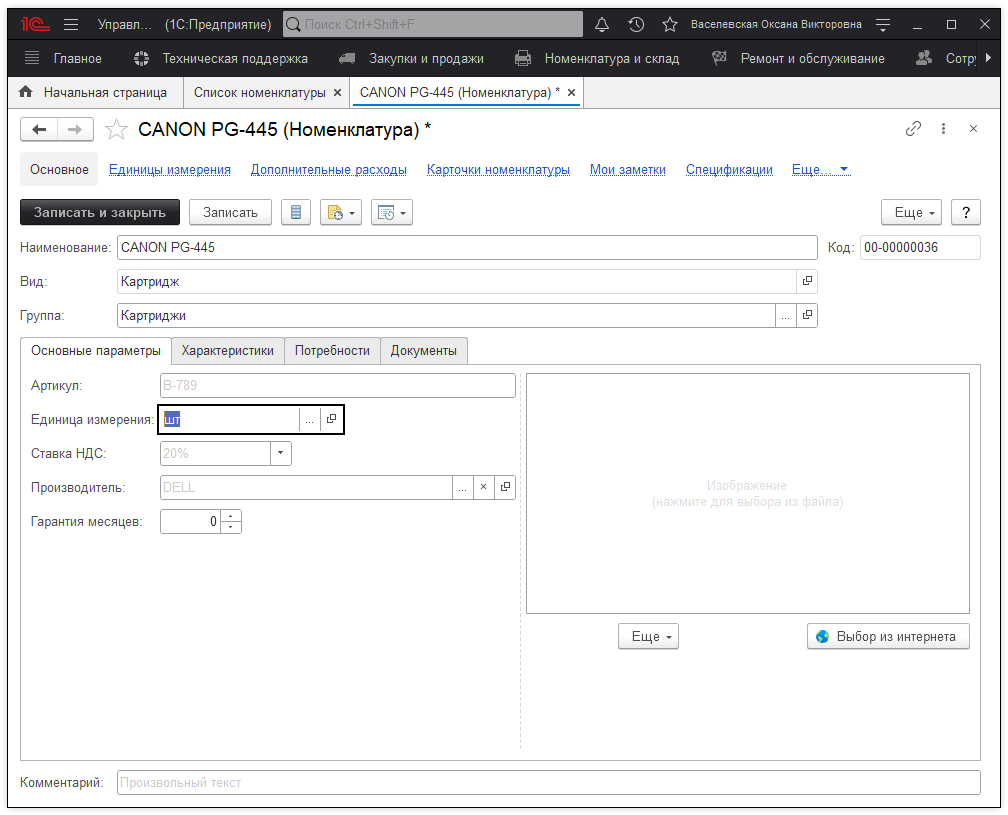 1С Управл... (1С:Предприятие) Поиск Ctrl+Shift+F Васелевская Оксана Викторовна
Главное Техническая поддержка Закупки и продажи Номенклатура и склад Ремонт и обслуживание Сотру
Начальная страница Список номенклатуры × CANON PG-445 (Номенклатура) * ×
CANON PG-445 (Номенклатура) *
Основное Единицы измерения Дополнительные расходы Карточки номенклатуры Мои заметки Спецификации Еще...
Записать и закрыть Записать Еще ?
Наименование: CANON PG-445 Код: 00-00000036
Вид: Картридж
Группа: Картриджи ...
Основные параметры Характеристики Потребности Документы
Артикул: B-789
Единица измерения: шт ...
Ставка НДС: 20%
Производитель: DELL ... ×
Гарантия месяцев: 0
Изображение
(нажмите для выбора из файла)
Еще Выбор из интернета
Комментарий: Произвольный текст